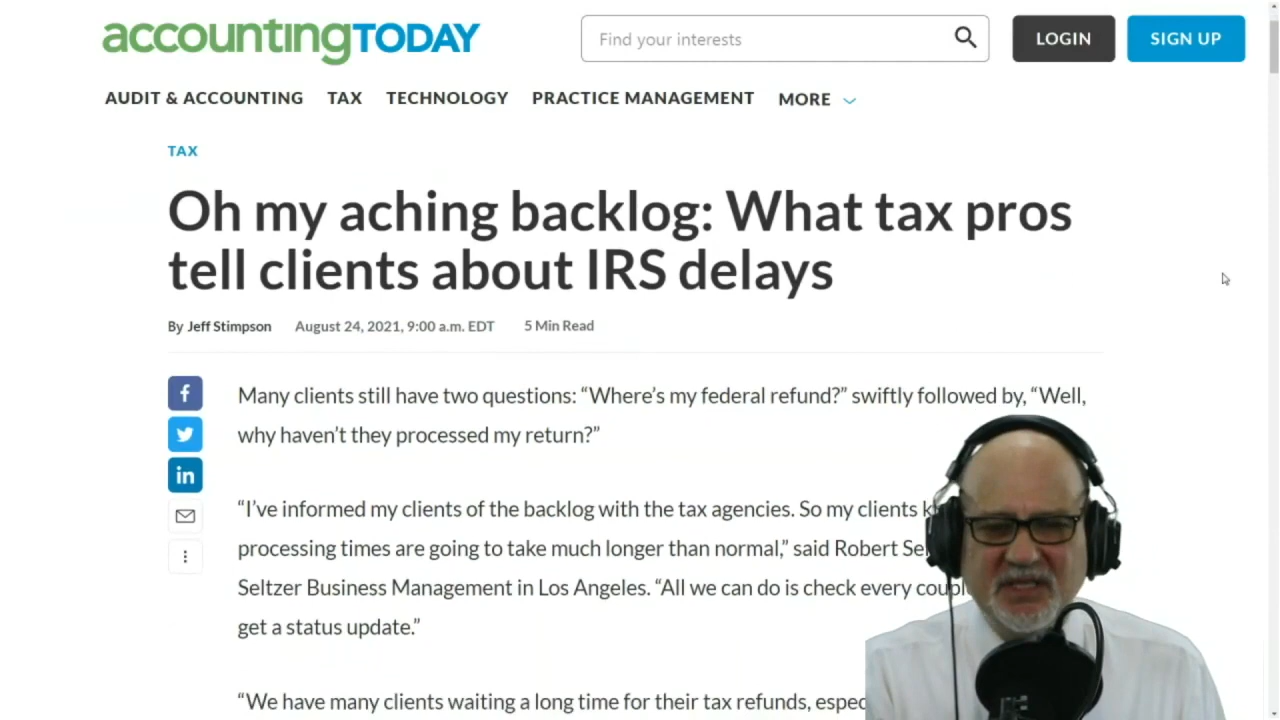 accountingTODAY
Find your interests
LOGIN
SIGN UP
AUDIT & ACCOUNTING TAX TECHNOLOGY PRACTICE MANAGEMENT MORE
TAX
Oh my aching backlog: What tax pros
tell clients about IRS delays
By Jeff Stimpson August 24, 2021, 9:00 a.m. EDT 5 Min Read
Many clients still have two questions: “Where’s my federal refund?” swiftly followed by, “Well,
why haven’t they processed my return?”
“I’ve informed my clients of the backlog with the tax agencies. So my clients
processing times are going to take much longer than normal,” said Robert
Seltzer Business Management in Los Angeles. “All we can do is check every
get a status update.”
“We have many clients waiting a long time for their tax refunds,